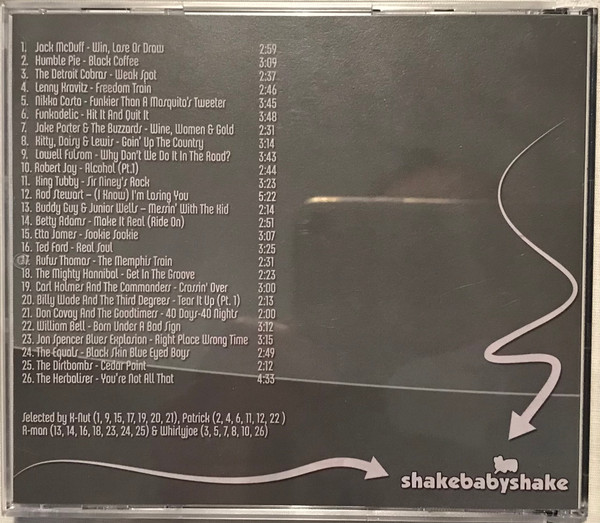 1. Jack McDuff - Win, Lose Or Draw 2:59
2. Humble Pie - Black Coffee 3:09
3. The Detroit Cobras - Weak Spot 2:37
4. Lenny Kravitz - Freedom Train 2:46
5. Nikka Costa - Funkier Than A Mosquito's Tweeter 3:45
6. Funkadelic - Hit It And Quit It 3:48
7. Jake Porter & The Buzzards - Wine, Women & Gold 2:31
8. Kitty, Daisy & Lewis - Goin' Up The Country 3:14
9. Lowell Fulsom - Why Don't We Do It In The Road? 3:43
10. Robert Jay - Alcohol (Pt.1) 2:44
11. King Tubby - Sir Niney's Rock 3:23
12. Rod Stewart – (I Know) I'm Losing You 5:22
13. Buddy Guy & Junior Wells – Messin' With The Kid 2:14
14. Betty Adams - Make It Real (Ride On) 2:51
15. Etta James - Sookie Sookie 3:07
16. Ted Ford - Real Soul 3:25
17. Rufus Thomas - The Memphis Train 2:31
18. The Mighty Hannibal - Get In The Groove 2:23
19. Carl Holmes And The Commanders - Crossin' Over 3:00
20. Billy Wade And The Third Degrees - Tear It Up (Pt. 1) 2:13
21. Don Covay And The Goodtimers - 40 Days-40 Nights 2:00
22. William Bell - Born Under A Bad Sign 3:12
23. Jon Spencer Blues Explosion - Right Place Wrong Time 3:15
24. The Equals - Black Skin Blue Eyed Boys 2:49
25. The Dirtbombs - Cedar Point 2:12
26. The Herbaliser - You're Not All That 4:33
Selected by K-Nut (1, 9, 15, 17, 19, 20, 21), Patrick (2, 4, 6, 11, 12, 22 )
A-man (13, 14, 16, 18, 23, 24, 25) & Whirlyjoe (3, 5, 7, 8, 10, 26)
shakebabyshake